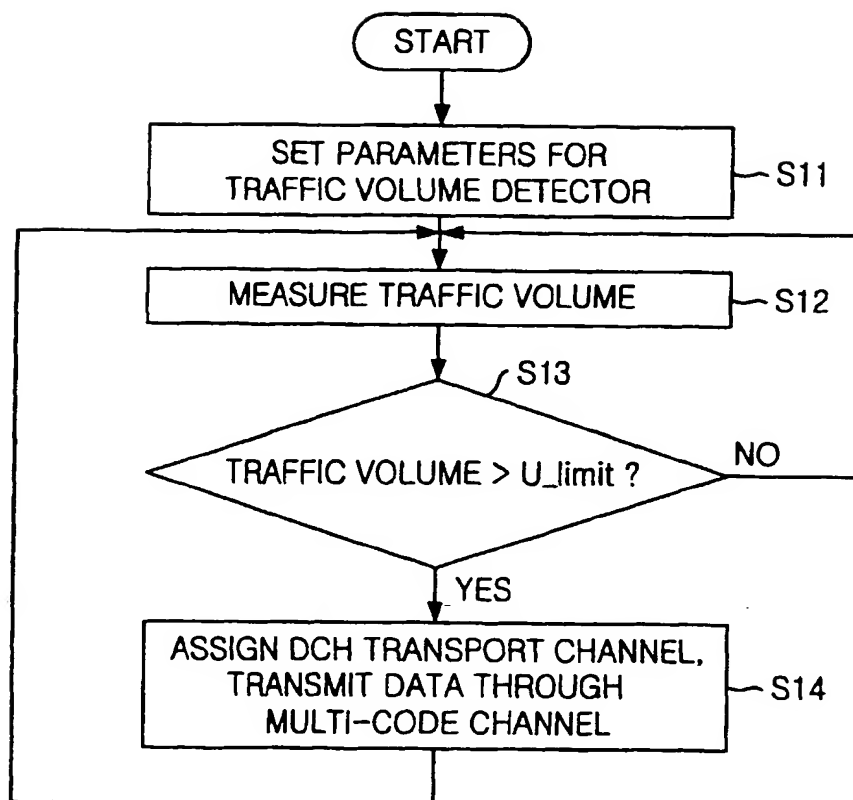 START
SET PARAMETERS FOR
TRAFFIC VOLUME DETECTOR
S11
MEASURE TRAFFIC VOLUME
S12
S13
TRAFFIC VOLUME > U_limit ?
NO
YES
ASSIGN DCH TRANSPORT CHANNEL,
TRANSMIT DATA THROUGH
MULTI-CODE CHANNEL
S14